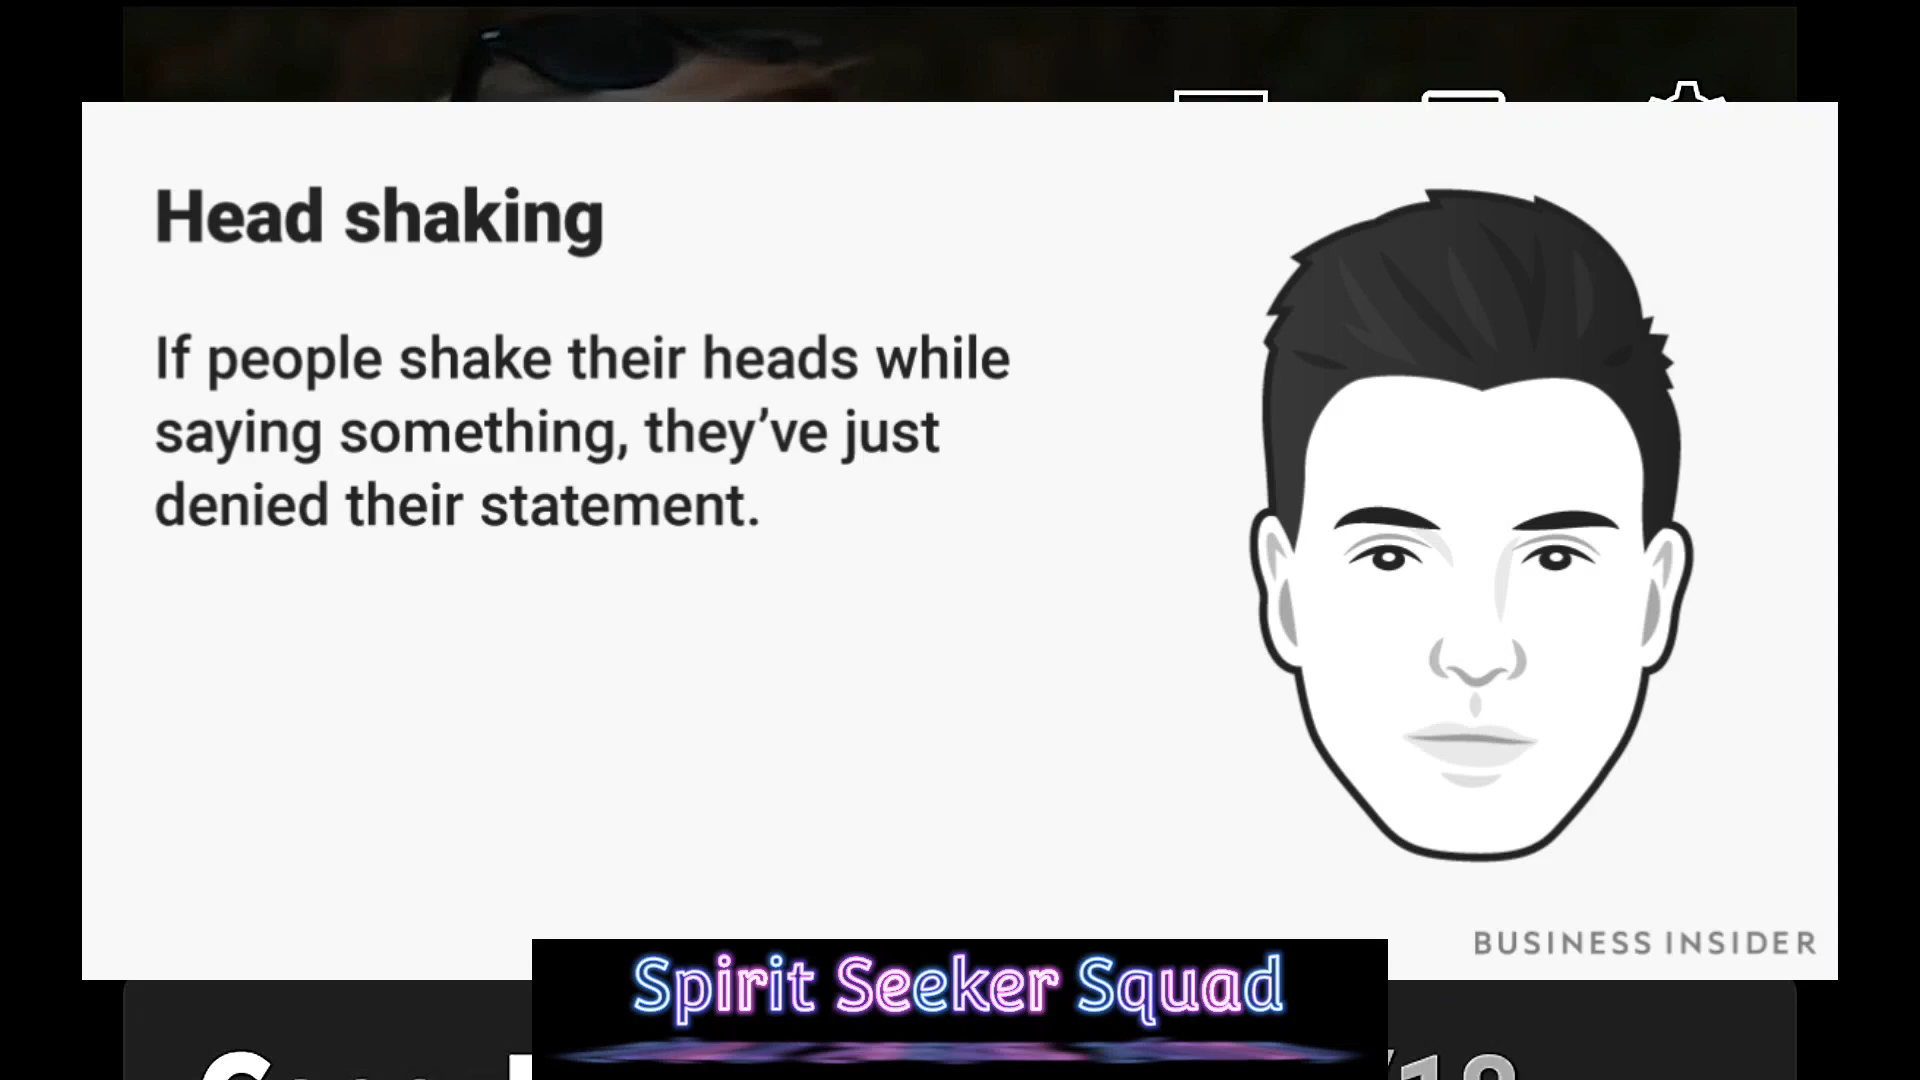 Head shaking
If people shake their heads while
saying something, they’ve just
denied their statement.
BUSINESS INSIDER
Spirit Seeker Squad